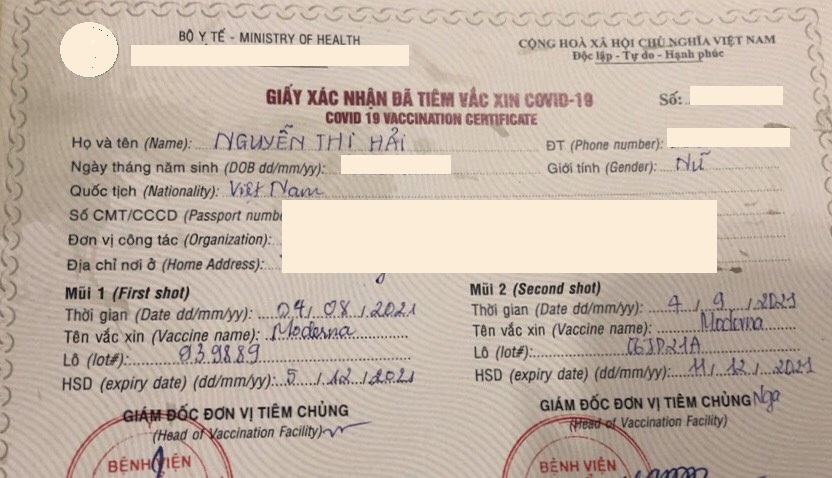 BỘ Y TẾ - MINISTRY OF HEALTH
CỘNG HOÀ XÃ HỘI CHỦ NGHĨA VIỆT NAM
Độc lập - Tự do - Hạnh phúc
GIẤY XÁC NHẬN ĐÃ TIÊM VẮC XIN COVID-19
Số:
COVID 19 VACCINATION CERTIFICATE
Họ và tên (Name): NGUYỄN THỊ HẢI ĐT (Phone number):
Ngày tháng năm sinh (DOB dd/mm/yy): Giới tính (Gender): Nữ
Quốc tịch (Nationality): Việt Nam
Số CMT/CCCD (Passport numbe
Đơn vị công tác (Organization):
Địa chỉ nơi ở (Home Address):
Mũi 1 (First shot)
Thời gian (Date dd/mm/yy): 04/08/2021
Tên vắc xin (Vaccine name): Moderna
Lô (lot#): 939889
HSD (expiry date) (dd/mm/yy): 5/12/2021
GIÁM ĐỐC ĐƠN VỊ TIÊM CHỦNG
(Head of Vaccination Facility)
BỆNH VIỆN
Mũi 2 (Second shot)
Thời gian (Date dd/mm/yy): 4/9/2021
Tên vắc xin (Vaccine name): Moderna
Lô (lot#): 063D21A
HSD (expiry date) (dd/mm/yy): 11/12/2021
GIÁM ĐỐC ĐƠN VỊ TIÊM CHỦNG Nga
(Head of Vaccination Facility)
BỆNH VIỆN